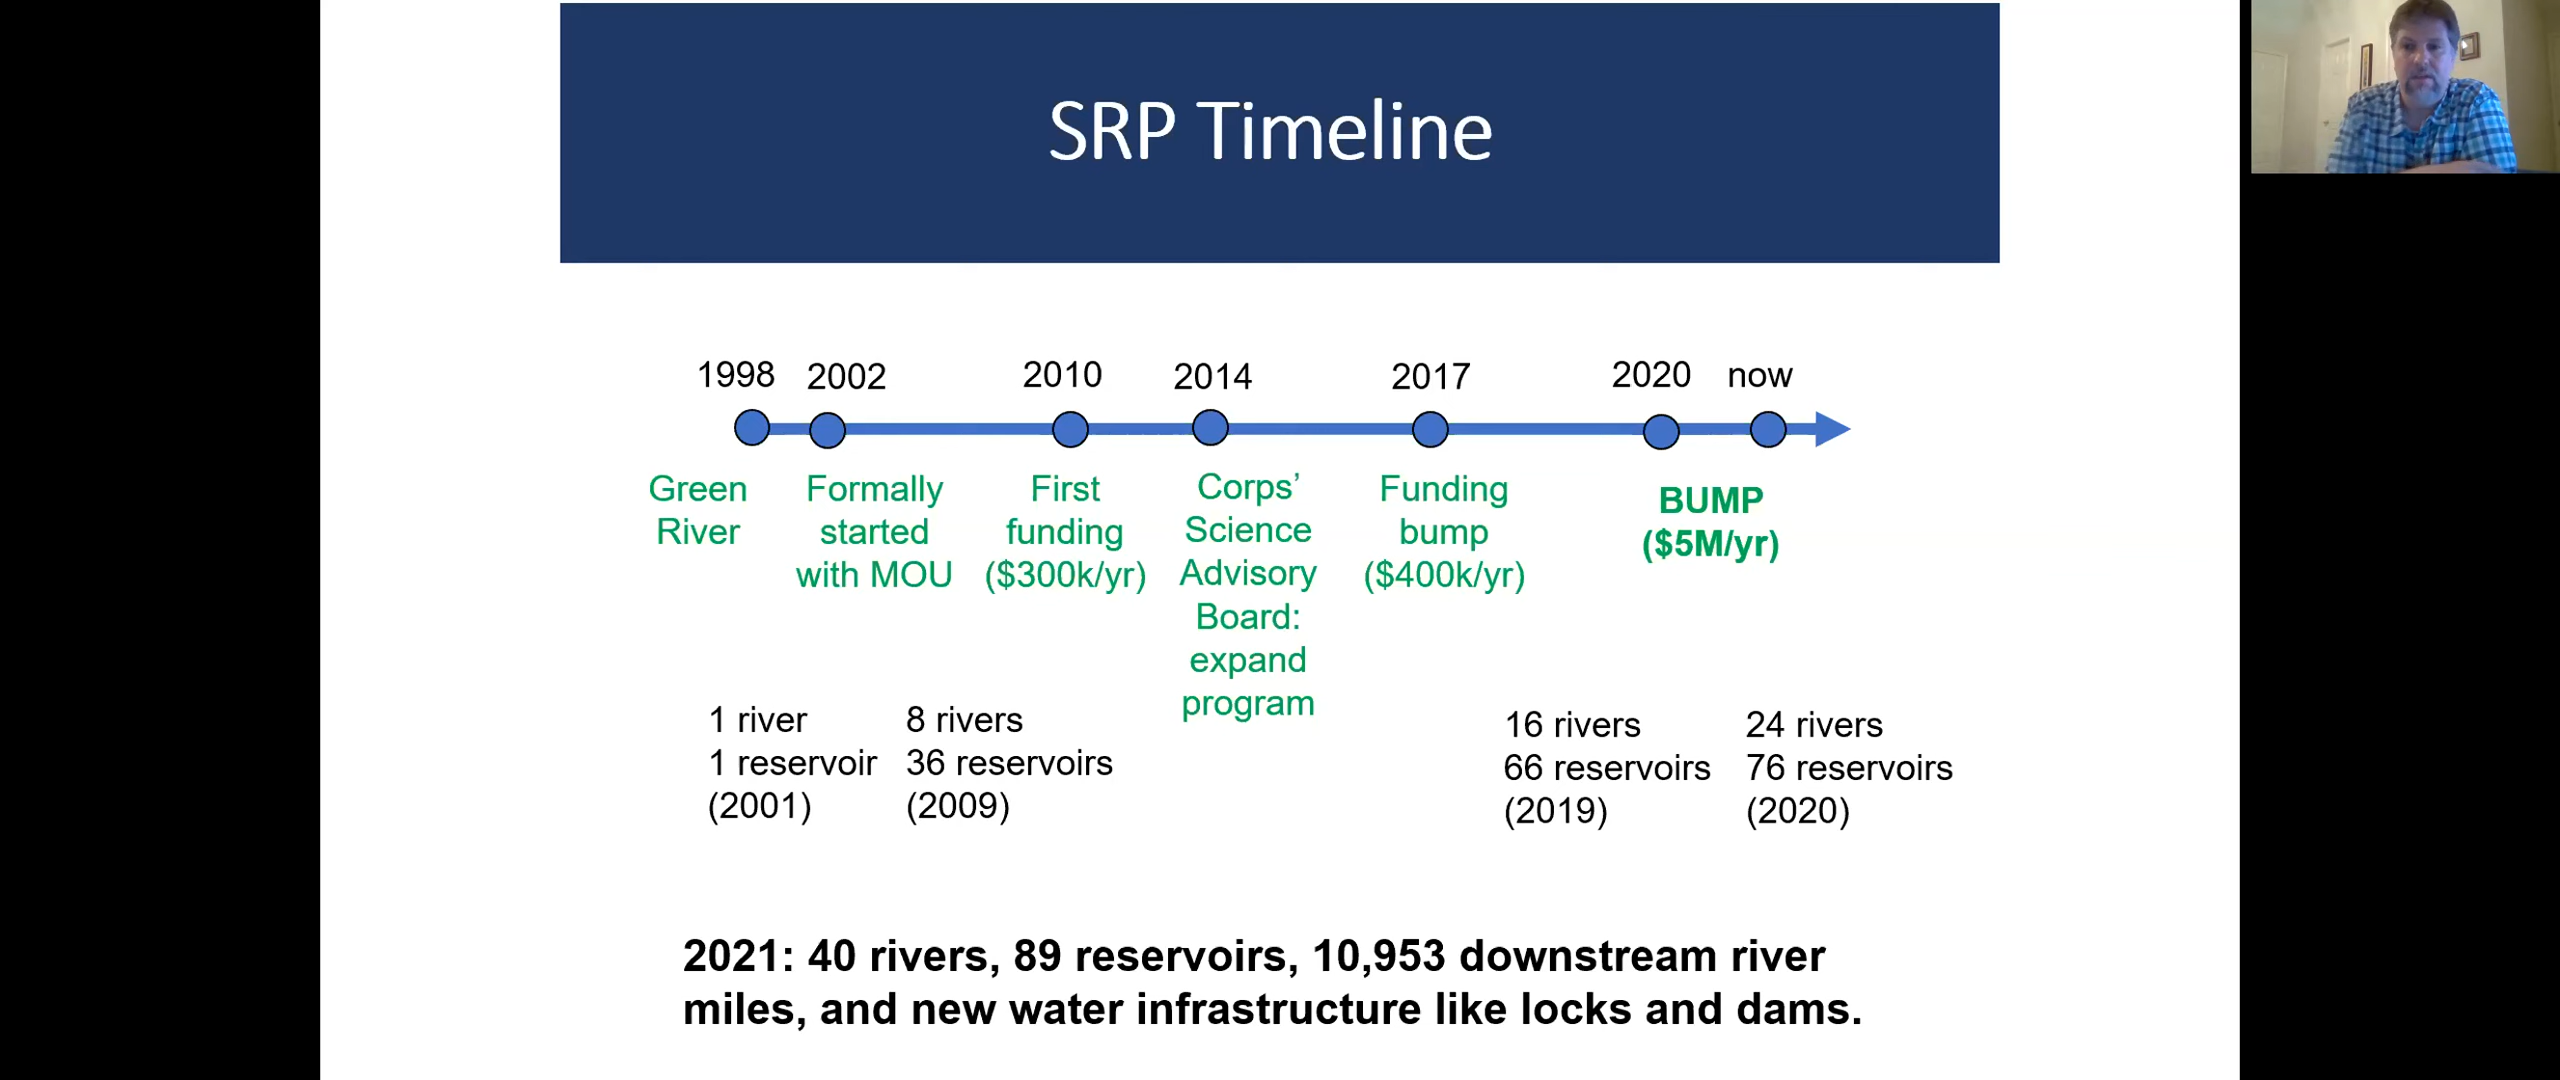 SRP Timeline
1998 2002 2010 2014 2017 2020 now
Green
River
Formally
started
with MOU
First
funding
($300k/yr)
Corps’
Science
Advisory
Board:
expand
program
Funding
bump
($400k/yr)
BUMP
($5M/yr)
1 river
1 reservoir
(2001)
8 rivers
36 reservoirs
(2009)
16 rivers
66 reservoirs
(2019)
24 rivers
76 reservoirs
(2020)
2021: 40 rivers, 89 reservoirs, 10,953 downstream river
miles, and new water infrastructure like locks and dams.